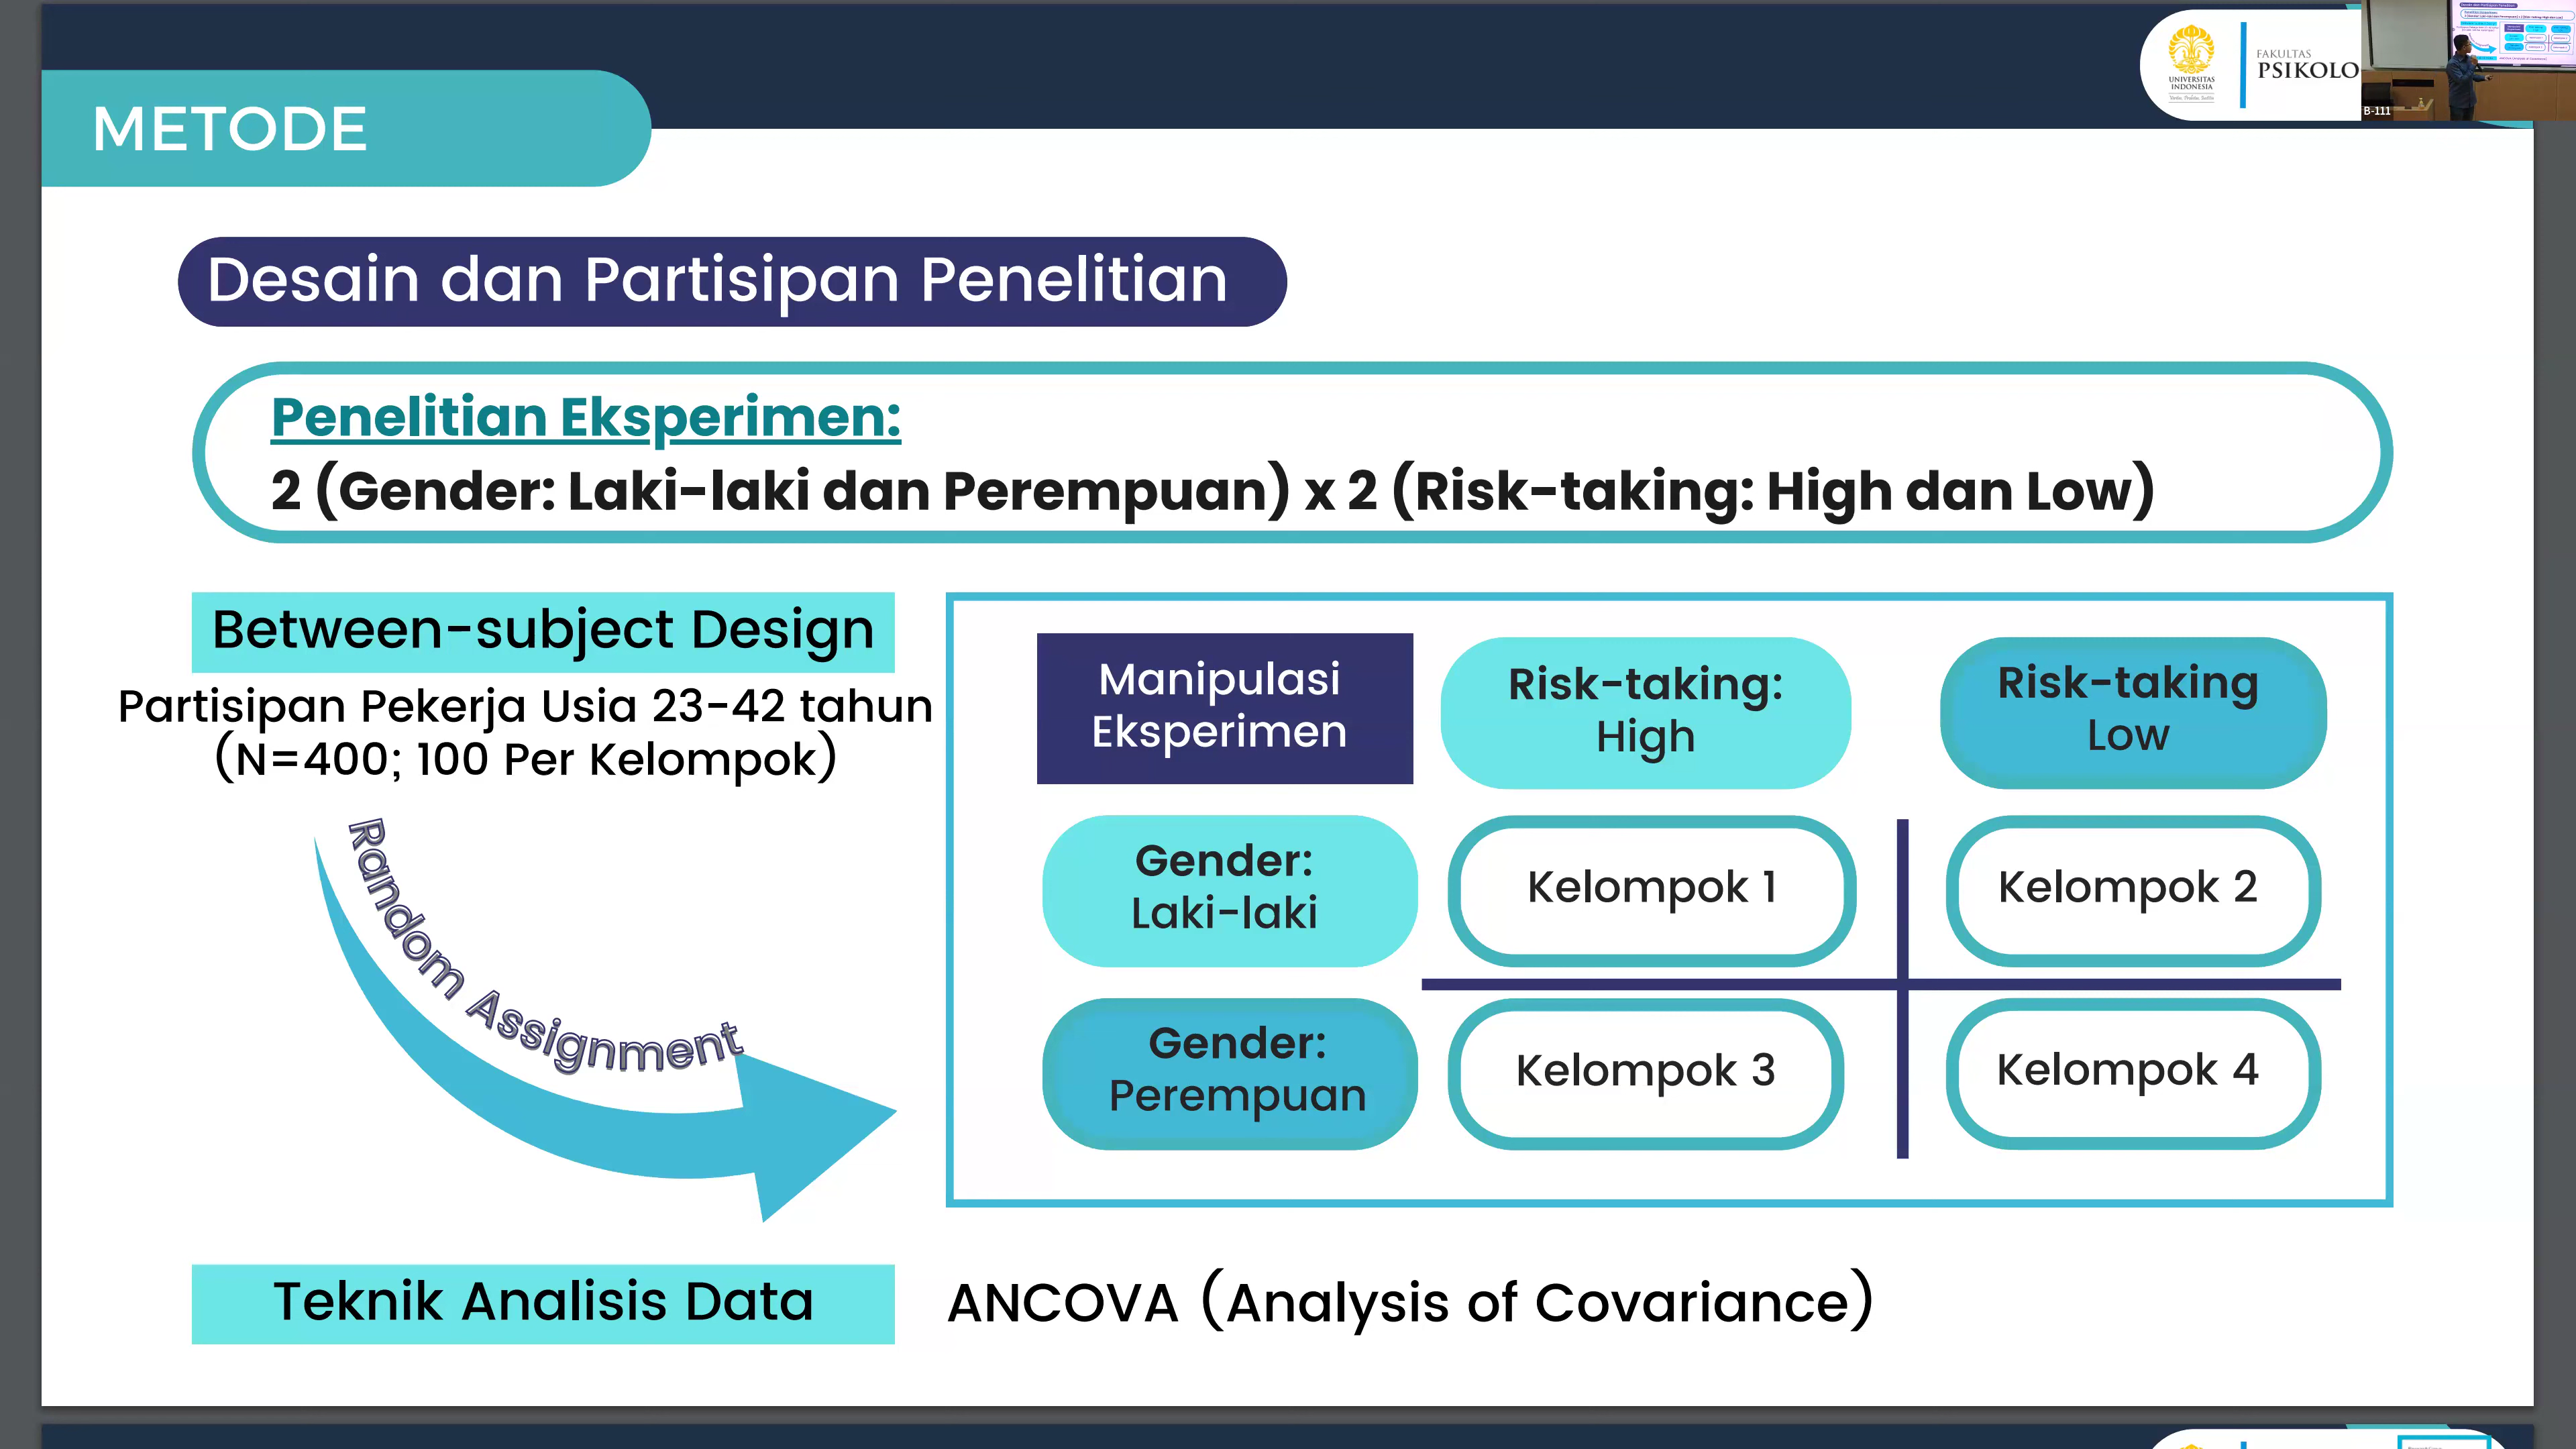 METODE
UNIVERSITAS
INDONESIA
Veritas, Probitas, Iustitia
FAKULTAS
PSIKOLO
B-111
Desain dan Partisipan Penelitian
Penelitian Eksperimen:
2 (Gender: Laki-laki dan Perempuan) x 2 (Risk-taking: High dan Low)
Between-subject Design
Partisipan Pekerja Usia 23-42 tahun
(N=400; 100 Per Kelompok)
Random Assignment
Manipulasi
Eksperimen
Risk-taking:
High
Risk-taking
Low
Gender:
Laki-laki
Kelompok 1
Kelompok 2
Gender:
Perempuan
Kelompok 3
Kelompok 4
Teknik Analisis Data
ANCOVA (Analysis of Covariance)